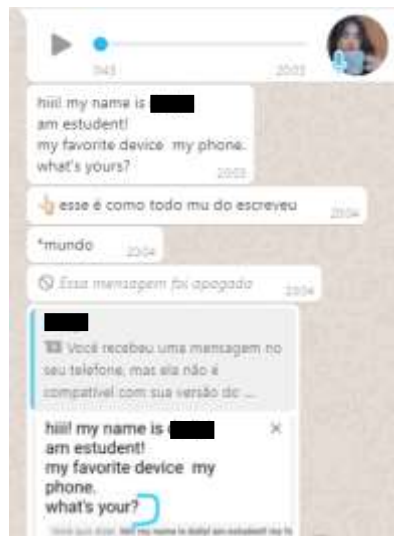 0:43 20:03
hiii! my name is
am estudent!
my favorite device my phone.
what's yours?
20:03
esse é como todo mu do escreveu
20:04
*mundo 20:04
Essa mensagem foi apagada 20:04
Você recebeu uma mensagem no
seu telefone, mas ela não é
compatível com sua versão do ...
hiii! my name is
am estudent!
my favorite device my
phone.
what's your?